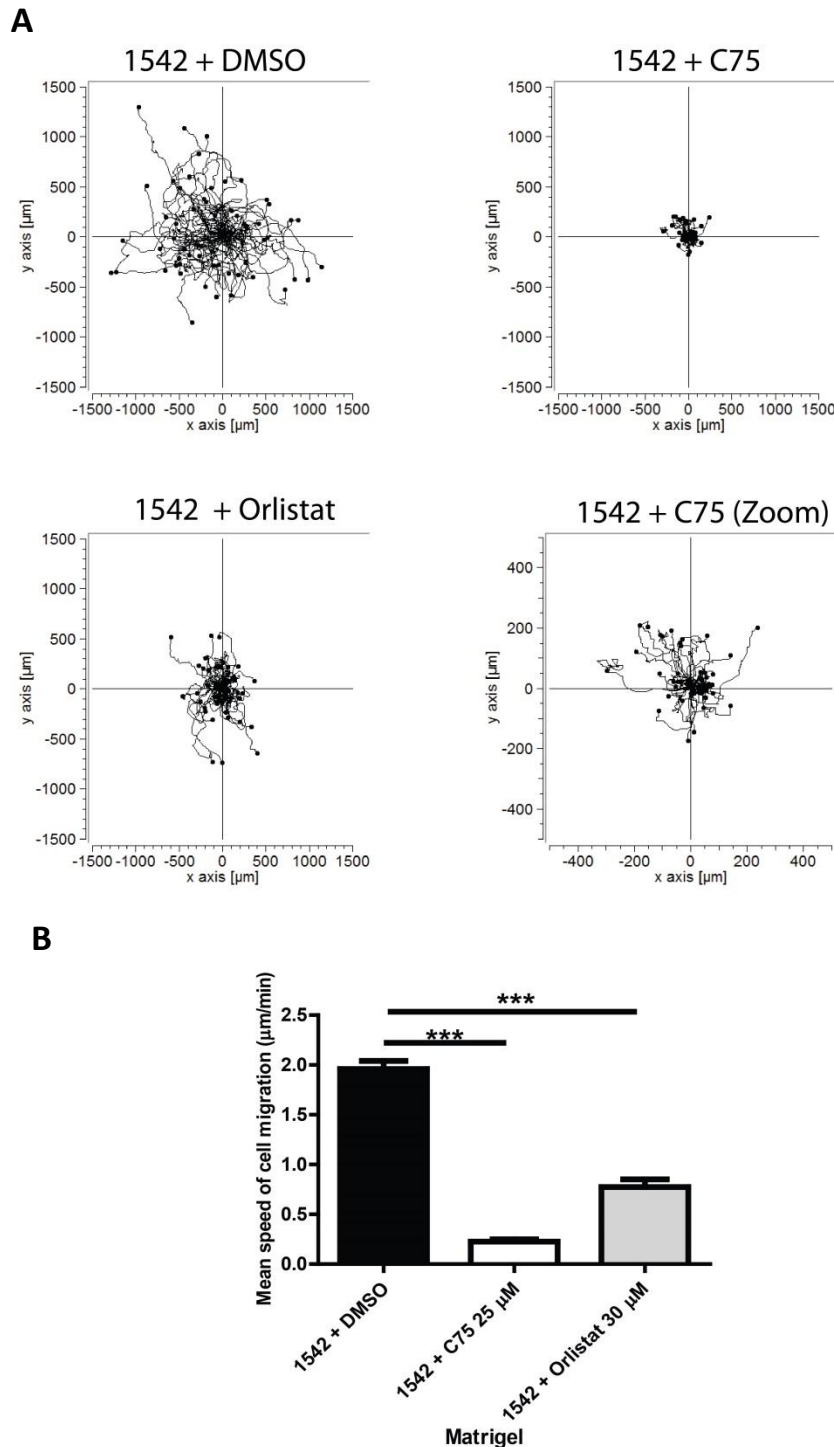 A
1542 + DMSO
1500
1000
500
0
-500
-1000
-1500
y axis [µm]
-1500 -1000 -500 0 500 1000 1500
x axis [µm]
1542 + C75
1500
1000
500
0
-500
-1000
-1500
y axis [µm]
-1500 -1000 -500 0 500 1000 1500
x axis [µm]
1542 + Orlistat
1500
1000
500
0
-500
-1000
-1500
y axis [µm]
-1500 -1000 -500 0 500 1000 1500
x axis [µm]
1542 + C75 (Zoom)
400
200
0
-200
-400
y axis [µm]
-400 -200 0 200 400
x axis [µm]
B
***
***
2.5
2.0
1.5
1.0
0.5
0.0
Mean speed of cell migration (µm/min)
1542 + DMSO
1542 + C75 25 µM
1542 + Orlistat 30 µM
Matrigel